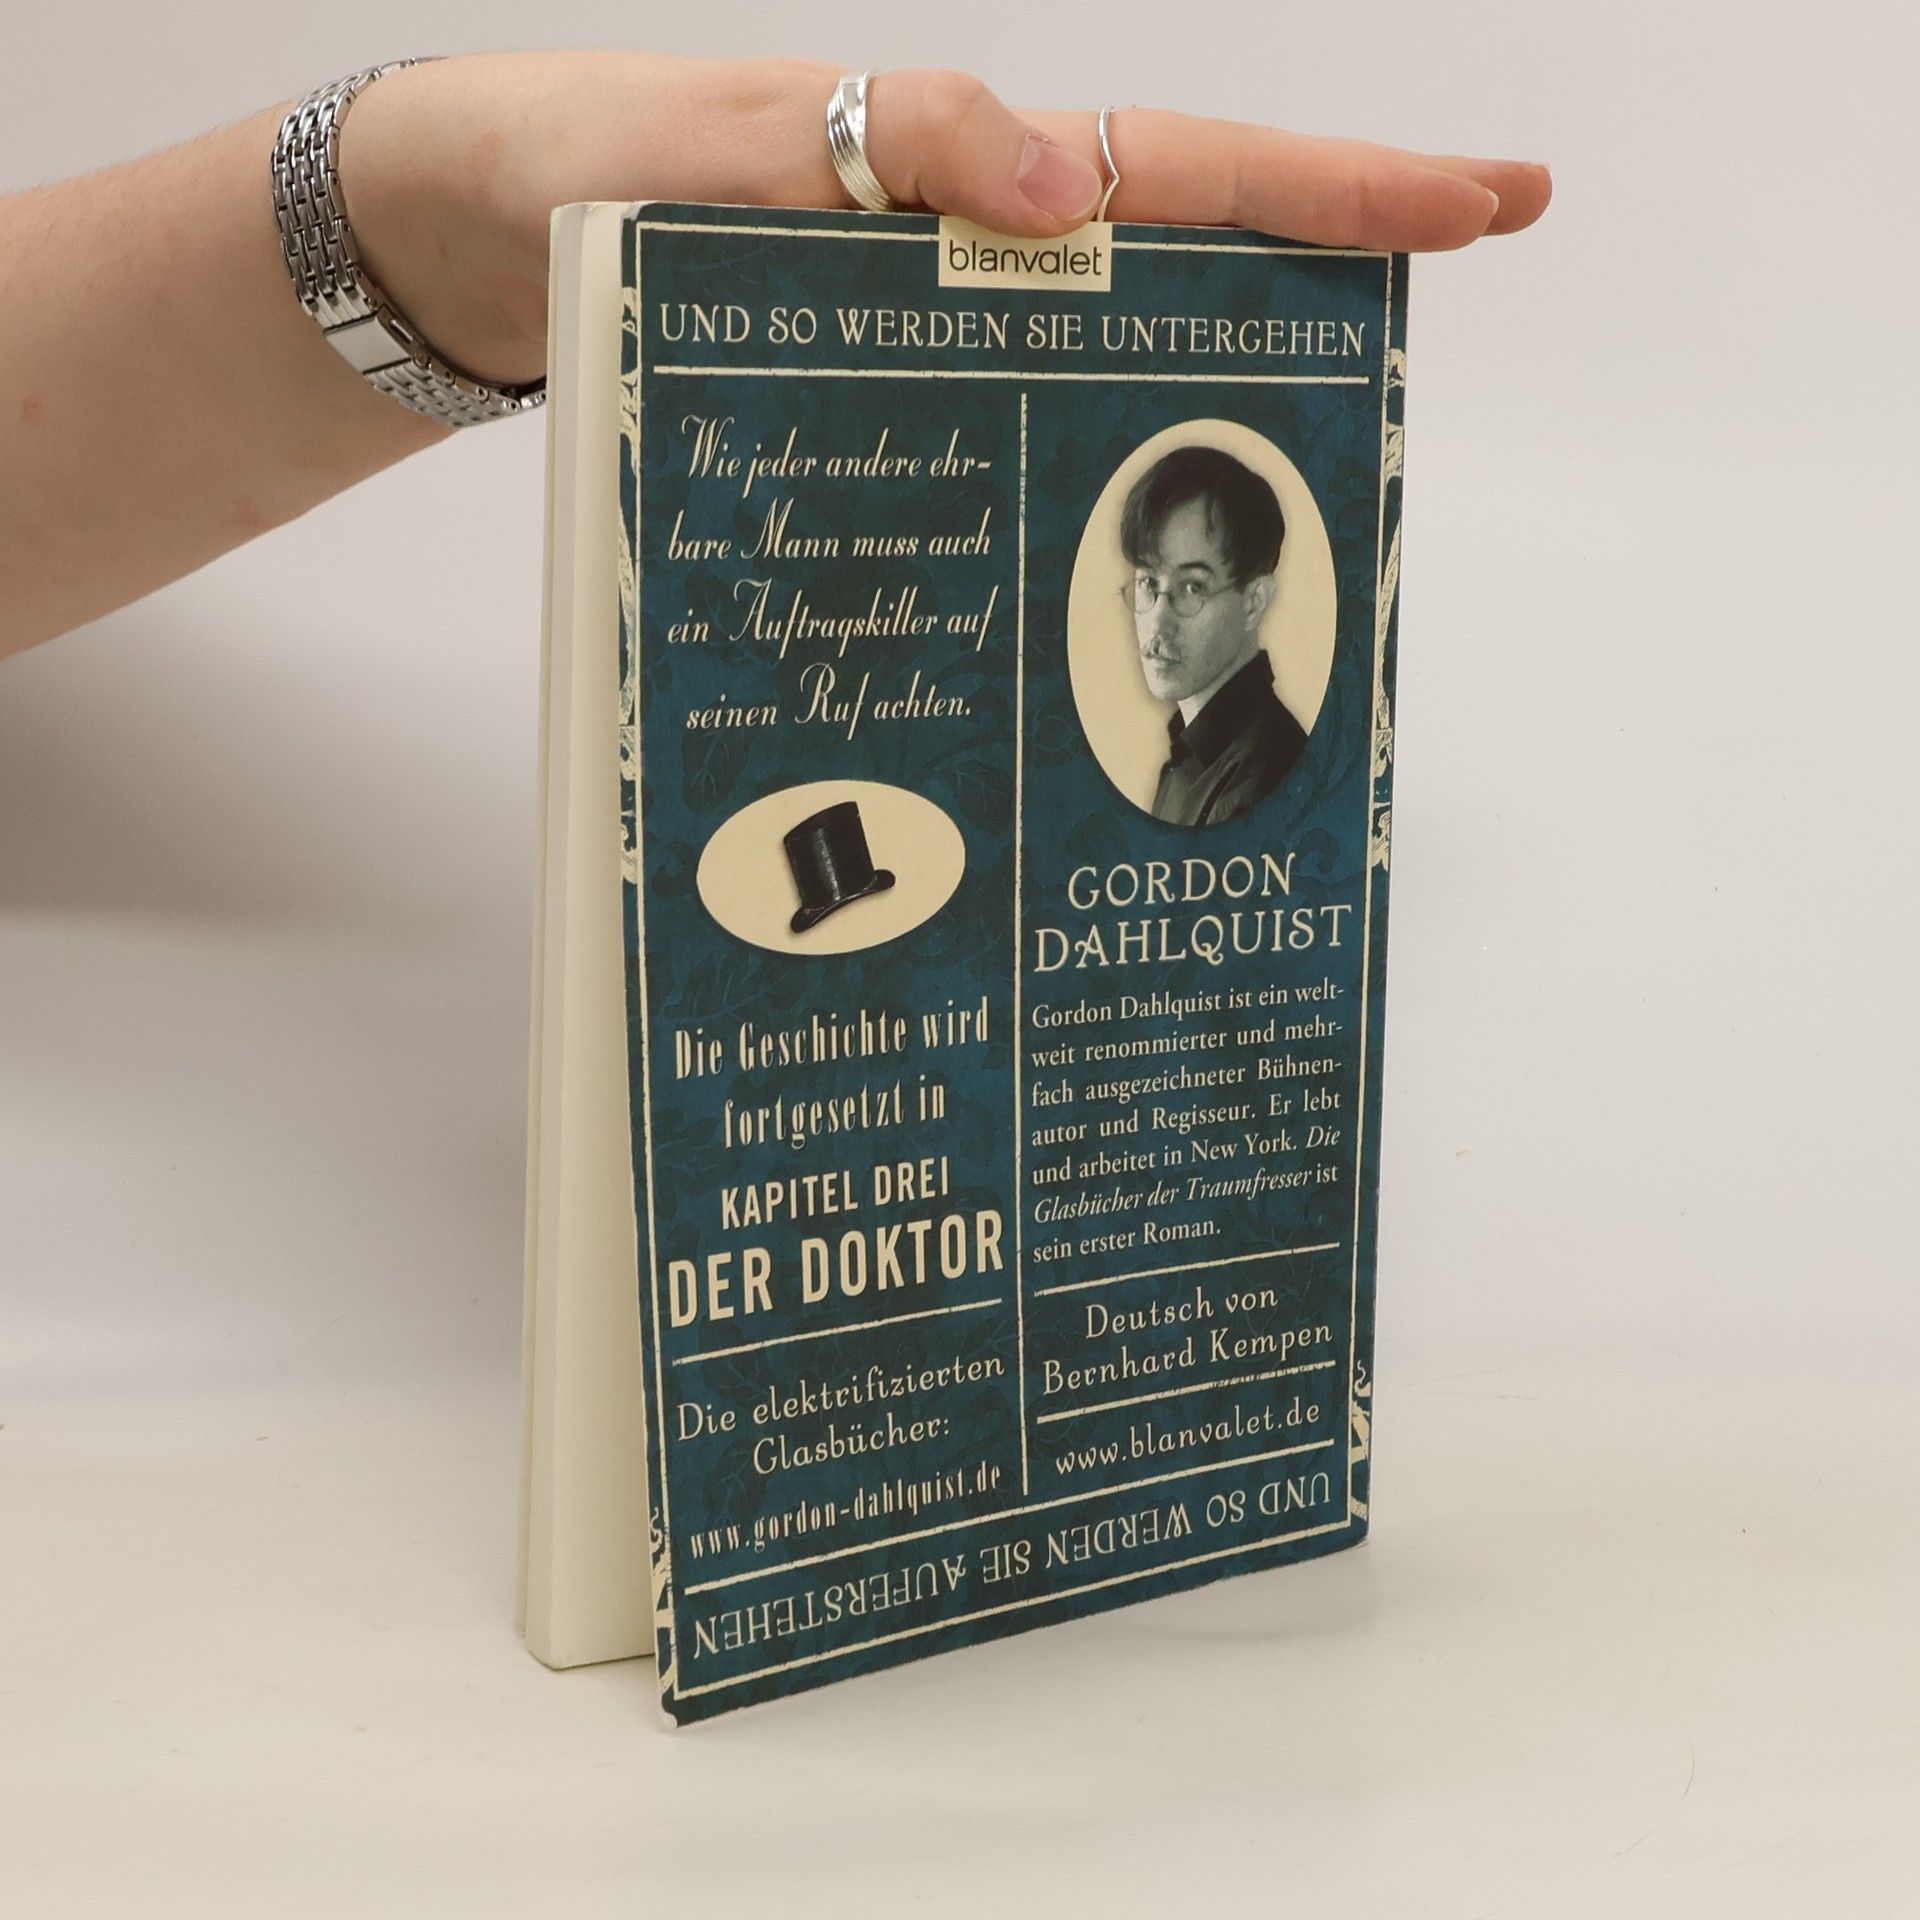 blanvalet
UND SO WERDEN SIE UNTERGEHEN
Wie jeder andere ehr-
bare Mann muss auch
ein Auftragskiller auf
seinen Ruf achten.
Die Geschichte wird
fortgesetzt in
KAPITEL DREI
DER DOKTOR
Die elektrifizierten
Glasbücher:
www.gordon-dahlquist.de
GORDON
DAHLQUIST
Gordon Dahlquist ist ein welt-
weit renommierter und mehr-
fach ausgezeichneter Bühnen-
autor und Regisseur. Er lebt
und arbeitet in New York. Die
Glasbücher der Traumfresser ist
sein erster Roman.
Deutsch von
Bernhard Kempen
www.blanvalet.de
UND SO WERDEN SIE AUFERSTEHEN